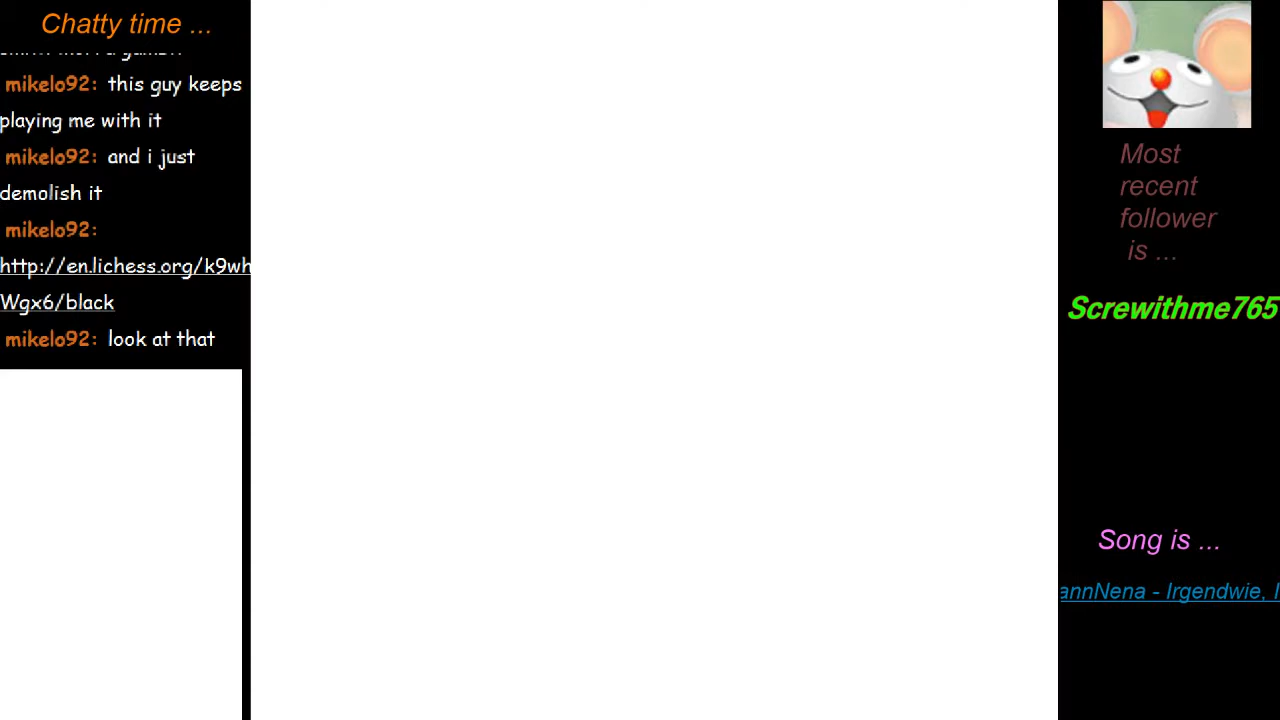 Chatty time ...
mikelo92: this guy keeps
playing me with it
mikelo92: and i just
demolish it
mikelo92:
http://en.lichess.org/k9wh
Wgx6/black
mikelo92: look at that
Most
recent
follower
is ...
Screwithme765
Song is ...
annNena - Irgendwie, I